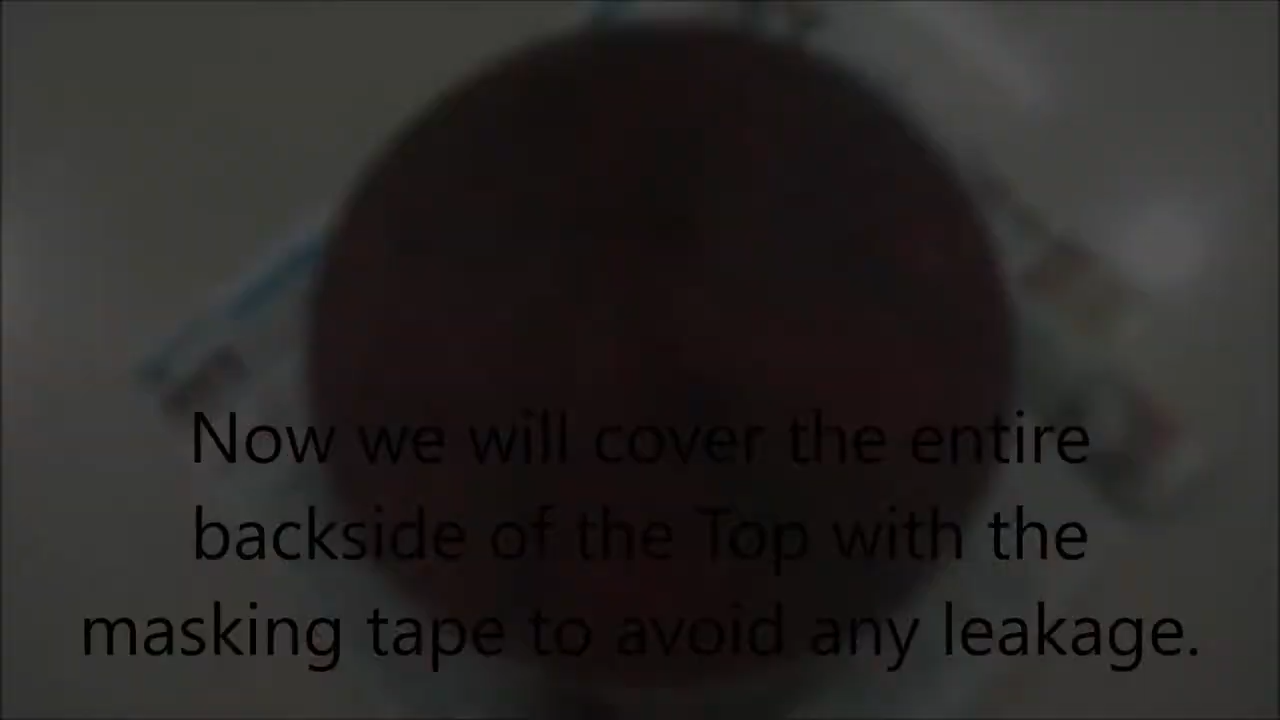 Now we will cover the entire
backside of the Top with the
masking tape to avoid any leakage.